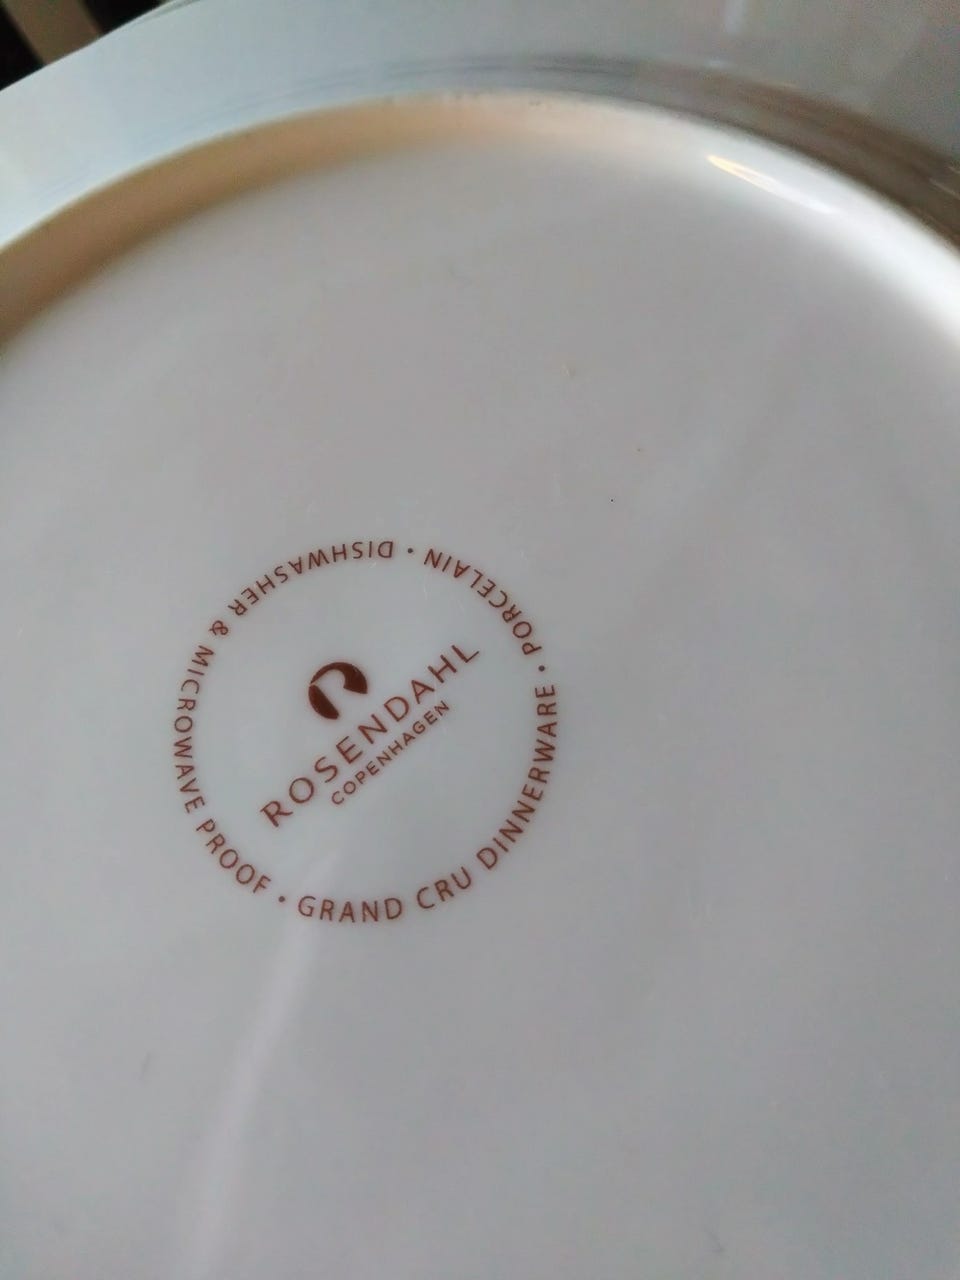 ROSENDAHL
COPENHAGEN
GRAND CRU DINNERWARE • PORCELAIN • DISHWASHER & MICROWAVE PROOF •